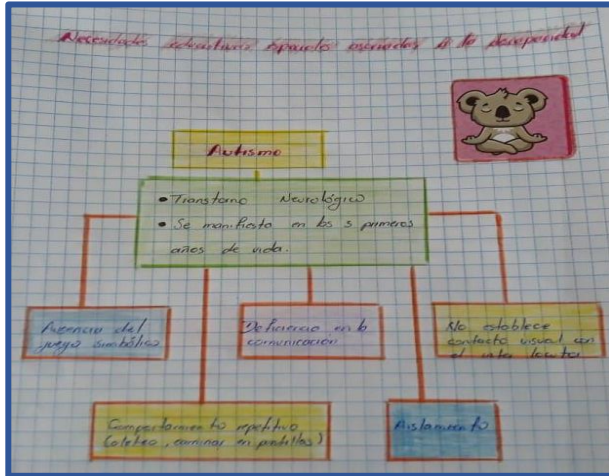 Necesidades educativas especiales asociadas a la discapacidad
Autismo
• Transtorno Neurológico
• Se manifiesta en los 3 primeros
años de vida.
Ausencia del
juego simbólico
Deficiencia en la
comunicación
No establece
contacto visual con
el interlocutor
Comportamiento repetitivo
(aleteo, caminar en puntillas)
Aislamiento